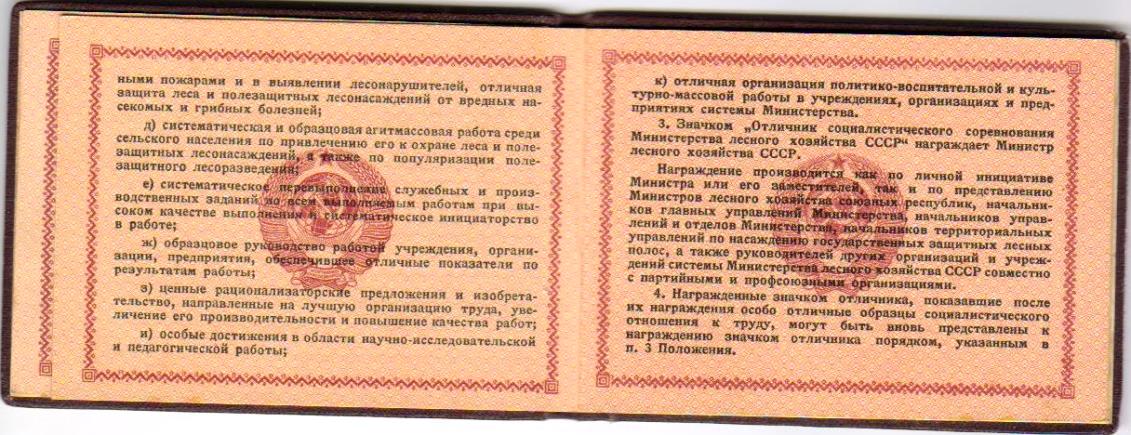 ными пожарами и в выявлении лесонарушителей, отличная
защита леса и полезащитных лесонасаждений от вредных на-
секомых и грибных болезней;
д) систематическая и образцовая агитмассовая работа среди
сельского населения по привлечению его к охране леса и поле-
защитных лесонасаждений, а также по популяризации поле-
защитного лесоразведения;
е) систематическое перевыполнение служебных и произ-
водственных заданий по всем выполняемым работам при вы-
соком качестве выполнения и систематическое инициаторство
в работе;
ж) образцовое руководство работой учреждения, органи-
зации, предприятия, обеспечившее отличные показатели по
результатам работы;
з) ценные рационализаторские предложения и изобрета-
тельство, направленные на лучшую организацию труда, уве-
личение его производительности и повышение качества работ;
и) особые достижения в области научно-исследовательской
и педагогической работы;
к) отличная организация политико-воспитательной и куль-
турно-массовой работы в учреждениях, организациях и пред-
приятиях системы Министерства.
3. Значком „Отличник социалистического соревнования
Министерства лесного хозяйства СССР“ награждает Министр
лесного хозяйства СССР.
Награждение производится как по личной инициативе
Министра или его заместителей, так и по представлению
Министров лесного хозяйства союзных республик, начальни-
ков главных управлений Министерства, начальников управ-
лений и отделов Министерства, начальников территориальных
управлений по насаждению государственных защитных лесных
полос, а также руководителей других организаций и учреж-
дений системы Министерства лесного хозяйства СССР совместно
с партийными и профсоюзными организациями.
4. Награжденные значком отличника, показавшие после
их награждения особо отличные образцы социалистического
отношения к труду, могут быть вновь представлены к
награждению значком отличника порядком, указанным в
п. 3 Положения.